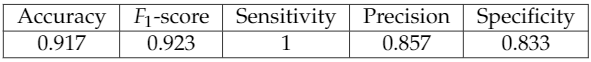 Accuracy F₁-score Sensitivity Precision Specificity
0.917 0.923 1 0.857 0.833